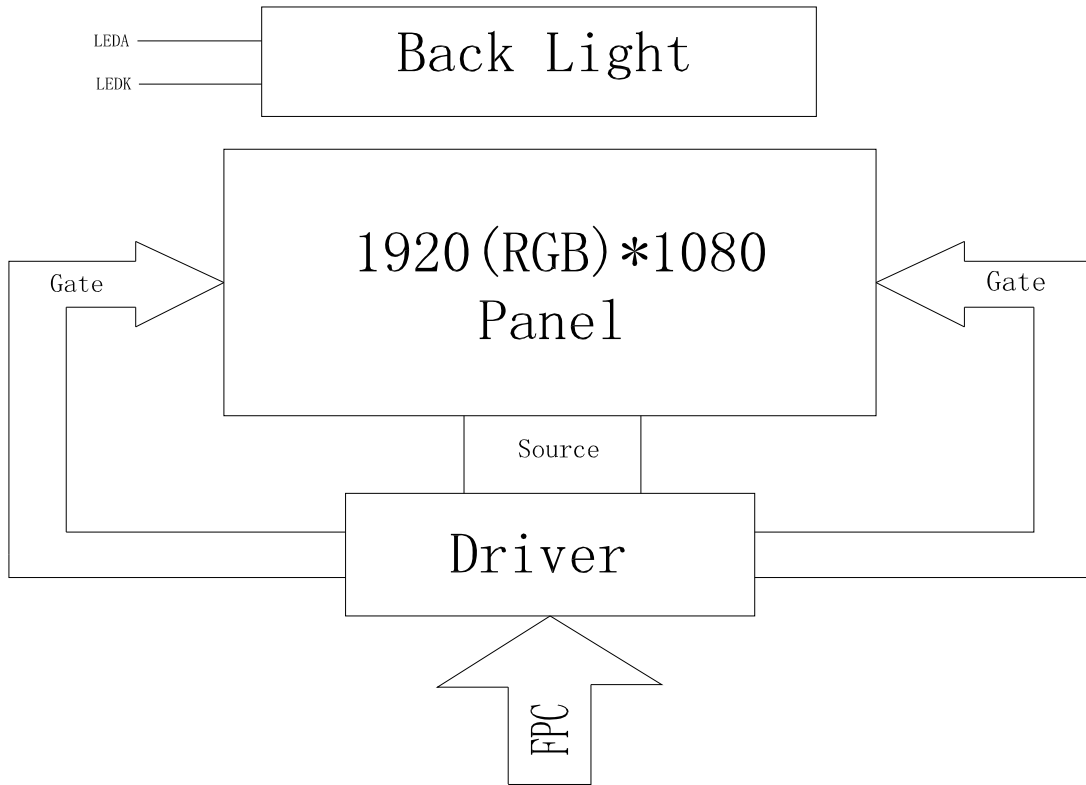 LEDA
LEDK
Back Light
1920(RGB)*1080
Panel
Gate
Gate
Source
Driver
FPC